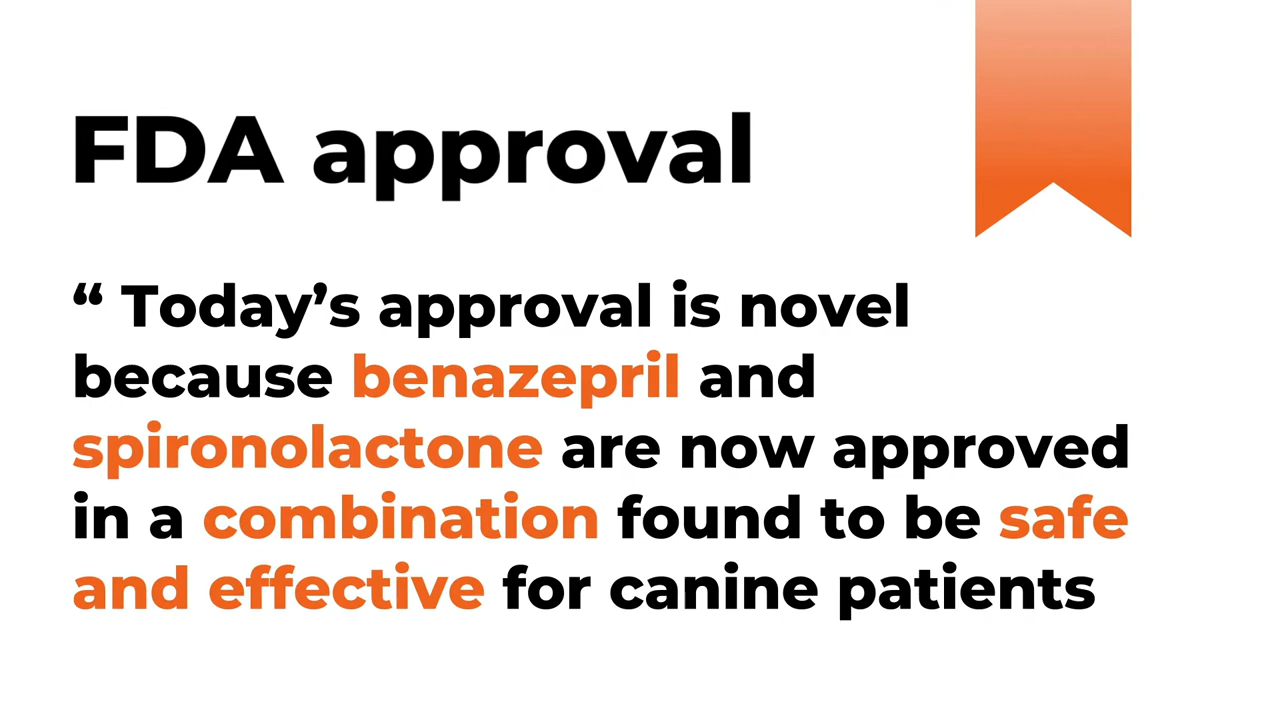 FDA approval
“ Today’s approval is novel
because benazepril and
spironolactone are now approved
in a combination found to be safe
and effective for canine patients